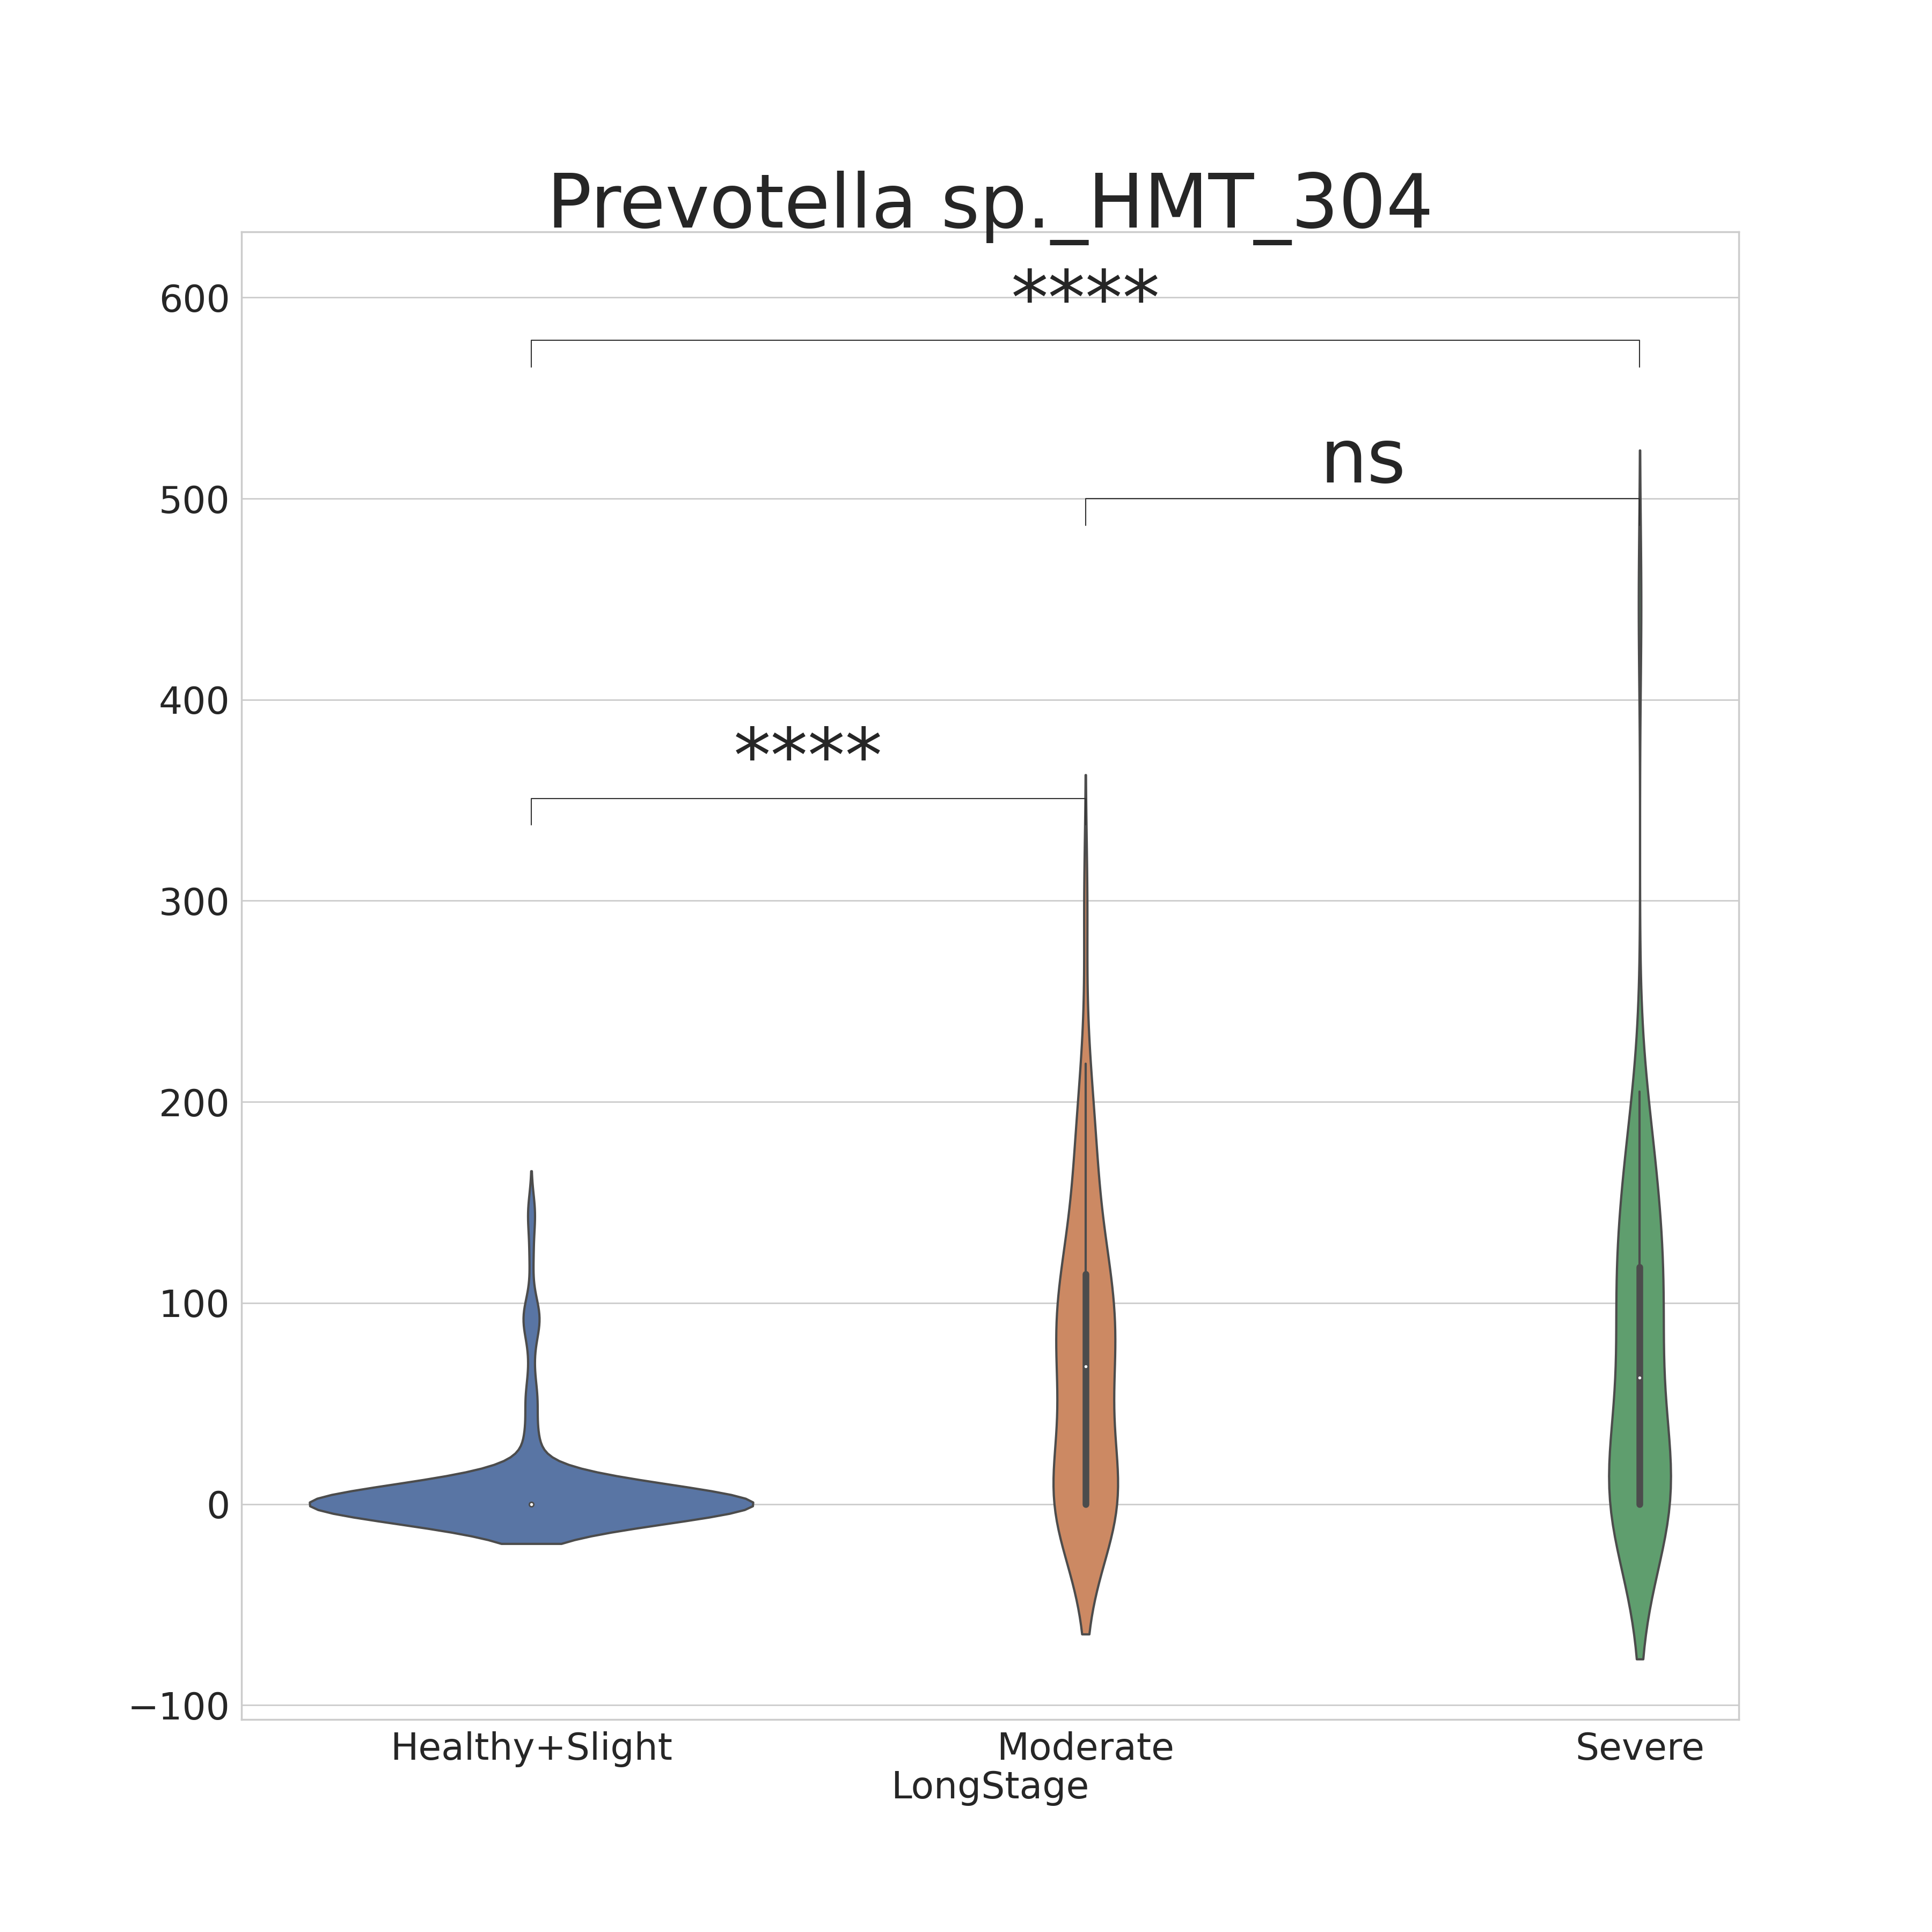 Prevotella sp._HMT_304
****
600
ns
500
400
****
300
200
100
0
−100
Healthy+Slight Moderate Severe
LongStage